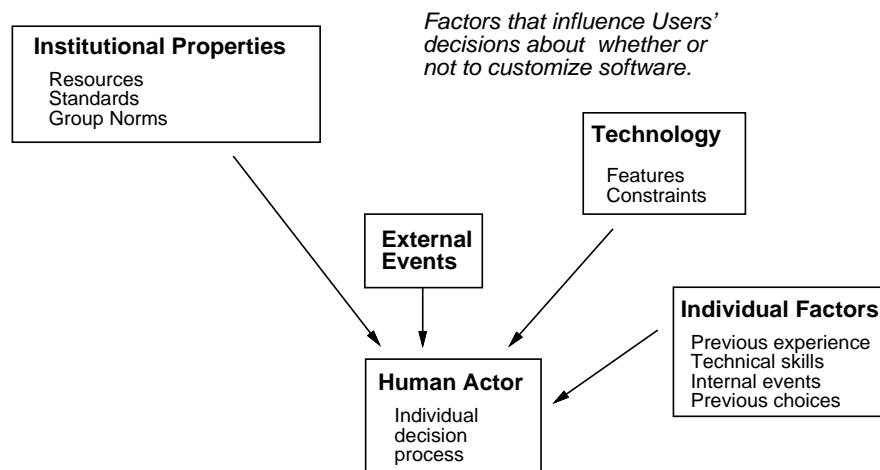 Factors that influence Users'
decisions about whether or
not to customize software.
Institutional Properties
Resources
Standards
Group Norms
Technology
Features
Constraints
External
Events
Individual Factors
Previous experience
Technical skills
Internal events
Previous choices
Human Actor
Individual
decision
process